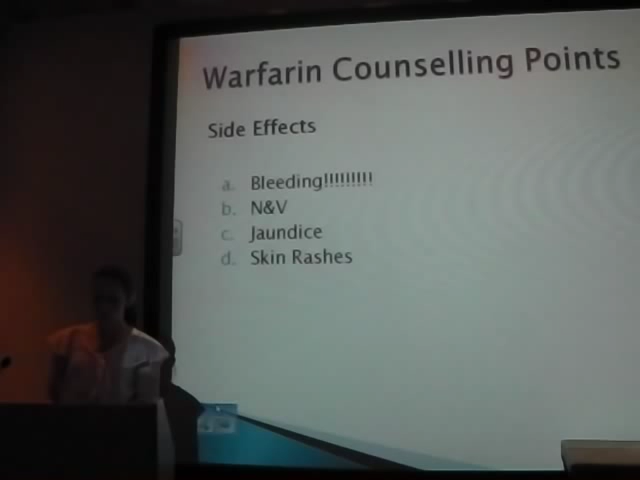 Warfarin Counselling Points
Side Effects
a. Bleeding!!!!!!!!!
b. N&V
c. Jaundice
d. Skin Rashes